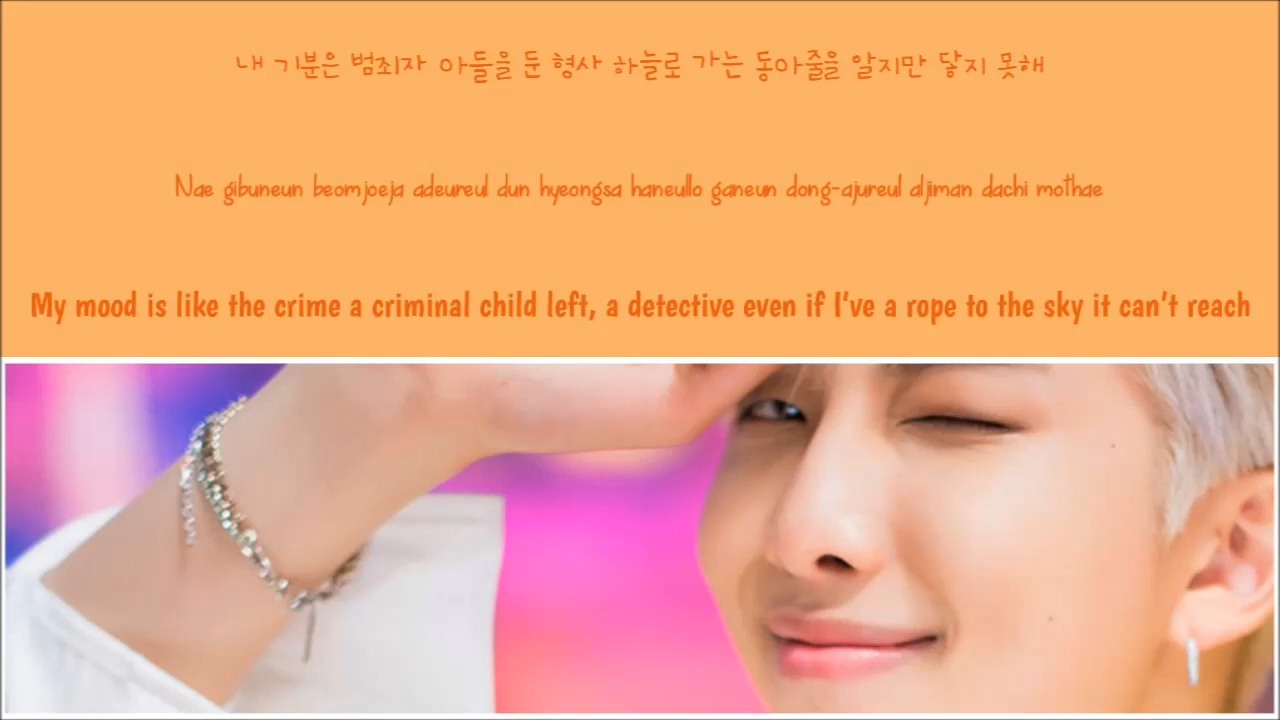 내 기분은 범죄자 아들을 둔 형사 하늘로 가는 동아줄을 알지만 닿지 못해
Nae gibuneun beomjoeja adeureul dun hyeongsa haneullo ganeun dong-ajureul aljiman dachi mothae
My mood is like the crime a criminal child left, a detective even if I've a rope to the sky it can't reach